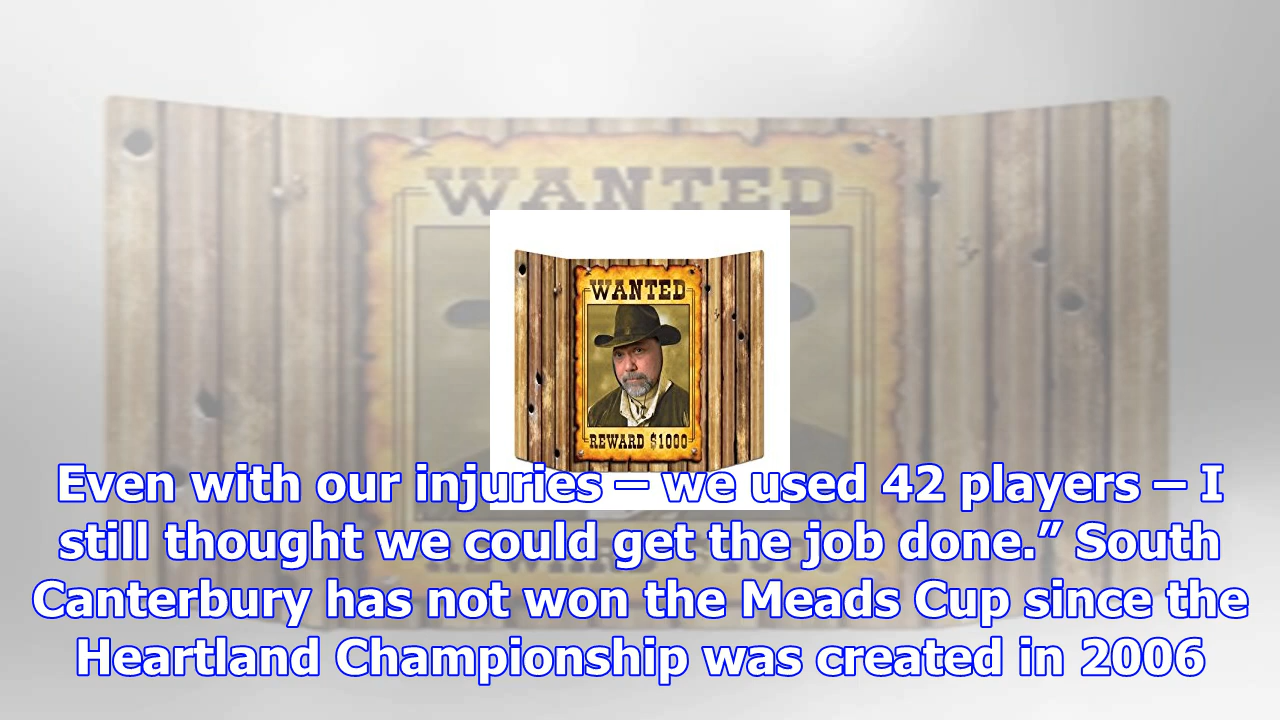 WANTED
WANTED
REWARD $1000
Even with our injuries – we used 42 players – I
still thought we could get the job done.” South
Canterbury has not won the Meads Cup since the
Heartland Championship was created in 2006